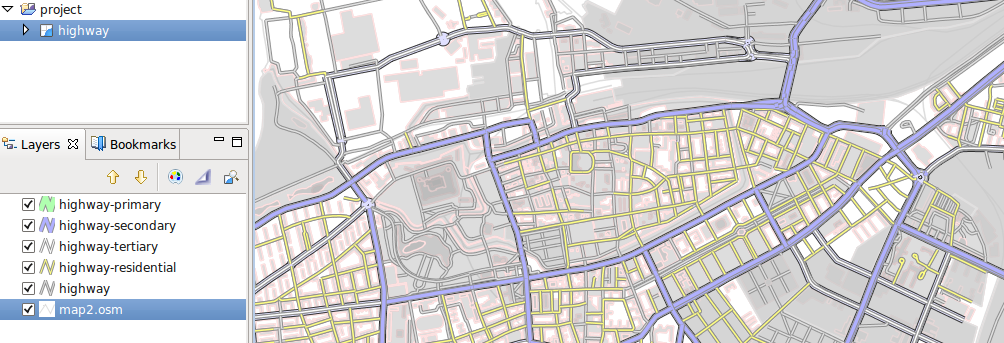 project
highway
Layers
Bookmarks
highway-primary
highway-secondary
highway-tertiary
highway-residential
highway
map2.osm